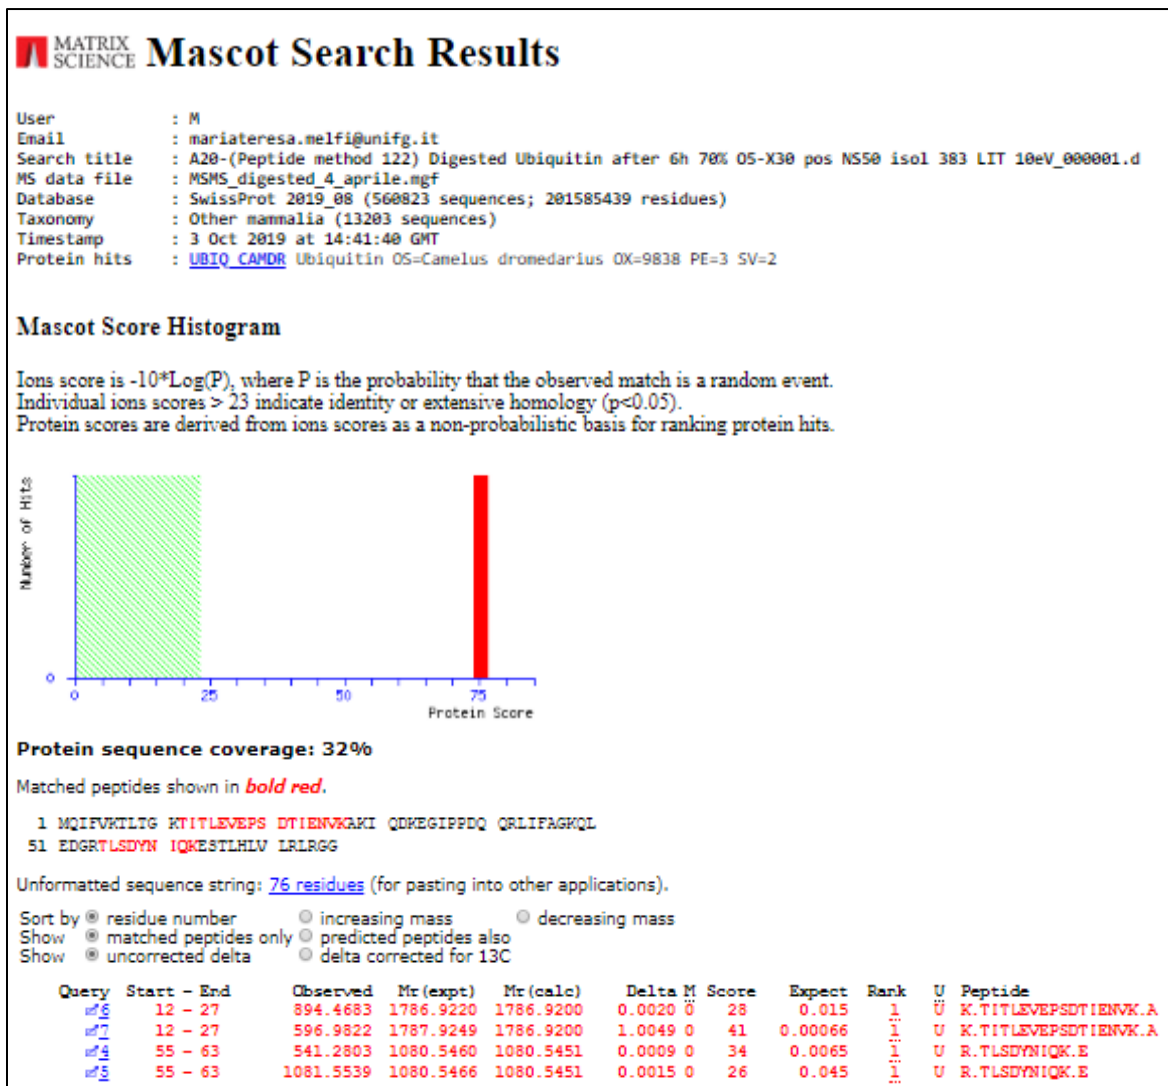 MATRIX
SCIENCE Mascot Search Results
User : M
Email : mariateresa.melfi@unifg.it
Search title : A20-(Peptide method 122) Digested Ubiquitin after 6h 70% O5-X30 pos NS50 isol 383 LIT 10eV_000001.d
MS data file : MSMS_digested_4_aprile.mgf
Database : SwissProt 2019_08 (560823 sequences; 201585439 residues)
Taxonomy : Other mammalia (13203 sequences)
Timestamp : 3 Oct 2019 at 14:41:40 GMT
Protein hits : UBIQ_CAMDR Ubiquitin OS=Camelus dromedarius OX=9838 PE=3 SV=2
Mascot Score Histogram
Ions score is -10*Log(P), where P is the probability that the observed match is a random event.
Individual ions scores > 23 indicate identity or extensive homology (p<0.05).
Protein scores are derived from ions scores as a non-probabilistic basis for ranking protein hits.
Number of Hits
0
0 25 50 75
Protein Score
Protein sequence coverage: 32%
Matched peptides shown in bold red.
1 MQIFVKTLTG KTITLEVEPS DTIENVKAKI QDKEGIPPDQ QRLIFAGKQL
51 EDGRTLSDYN IQKESTLHLV LRLRGG
Unformatted sequence string: 76 residues (for pasting into other applications).
Sort by residue number increasing mass decreasing mass
Show matched peptides only predicted peptides also
Show uncorrected delta delta corrected for 13C
Query Start - End Observed Mr(expt) Mr(calc) Delta M Score Expect Rank U Peptide
6 12 - 27 894.4683 1786.9220 1786.9200 0.0020 0 28 0.015 1 U K.TITLEVEPSDTIENVK.A
7 12 - 27 596.9822 1787.9249 1786.9200 1.0049 0 41 0.00066 1 U K.TITLEVEPSDTIENVK.A
4 55 - 63 541.2803 1080.5460 1080.5451 0.0009 0 34 0.0065 1 U R.TLSDYNIQK.E
5 55 - 63 1081.5539 1080.5466 1080.5451 0.0015 0 26 0.045 1 U R.TLSDYNIQK.E